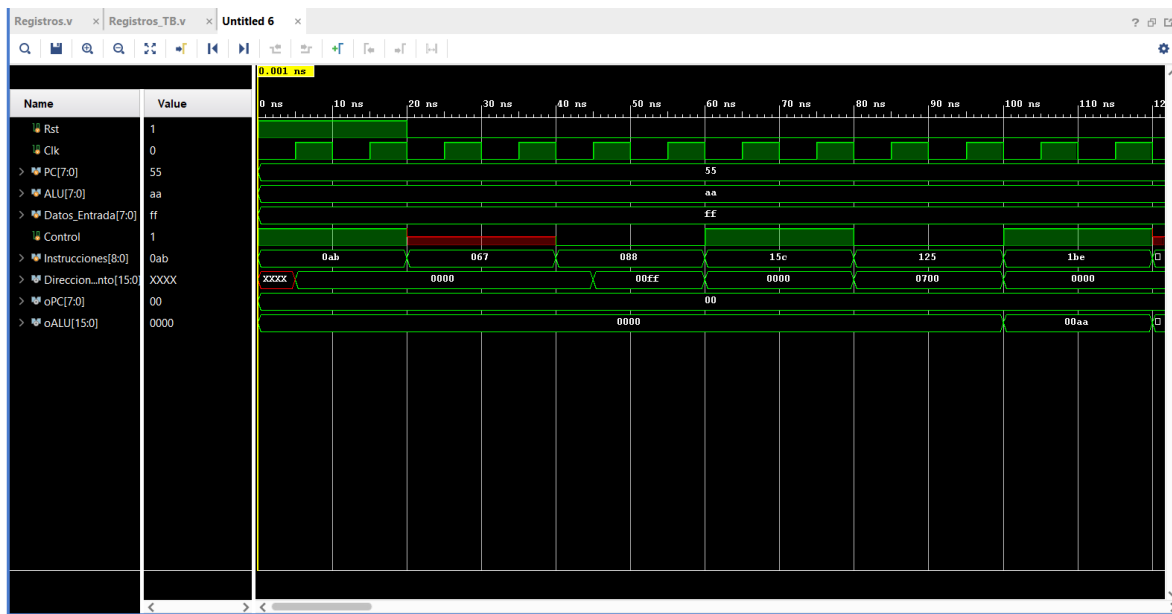 Registros.v × Registros_TB.v × Untitled 6 ×
0.001 ns
Name Value
0 ns 10 ns 20 ns 30 ns 40 ns 50 ns 60 ns 70 ns 80 ns 90 ns 100 ns 110 ns 12
Rst 1
Clk 0
PC[7:0] 55 55
ALU[7:0] aa aa
Datos_Entrada[7:0] ff ff
Control 1
Instrucciones[8:0] 0ab 0ab 067 088 15c 125 1be
Direccion...nto[15:0] XXXX XXXX 0000 00ff 0000 0700 0000
oPC[7:0] 00 00
oALU[15:0] 0000 0000 00aa